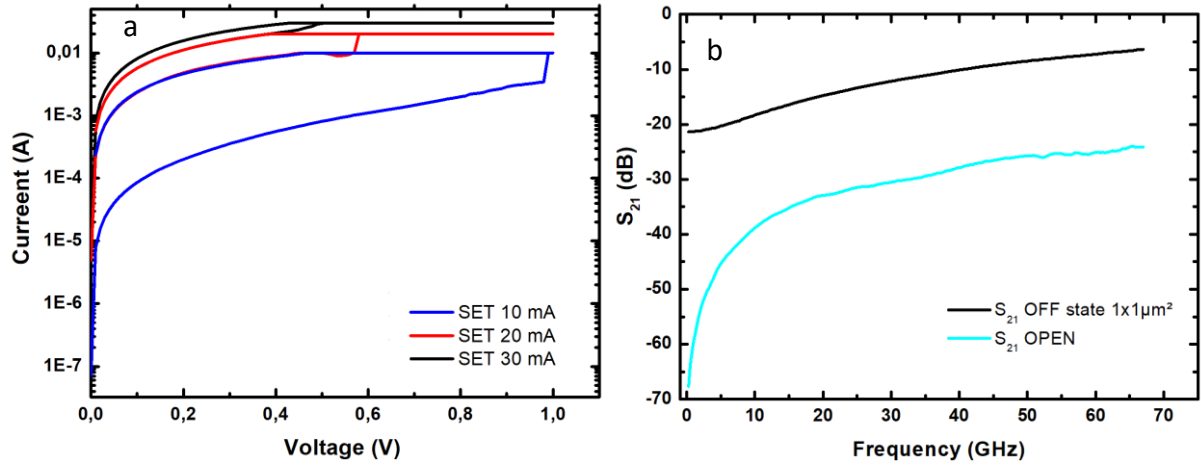 a
0,01
1E-3
1E-4
1E-5
1E-6
1E-7
Curreent (A)
SET 10 mA
SET 20 mA
SET 30 mA
0,0 0,2 0,4 0,6 0,8 1,0
Voltage (V)
b
0
-10
-20
-30
-40
-50
-60
-70
S21 (dB)
S21 OFF state 1x1µm²
S21 OPEN
0 10 20 30 40 50 60 70
Frequency (GHz)